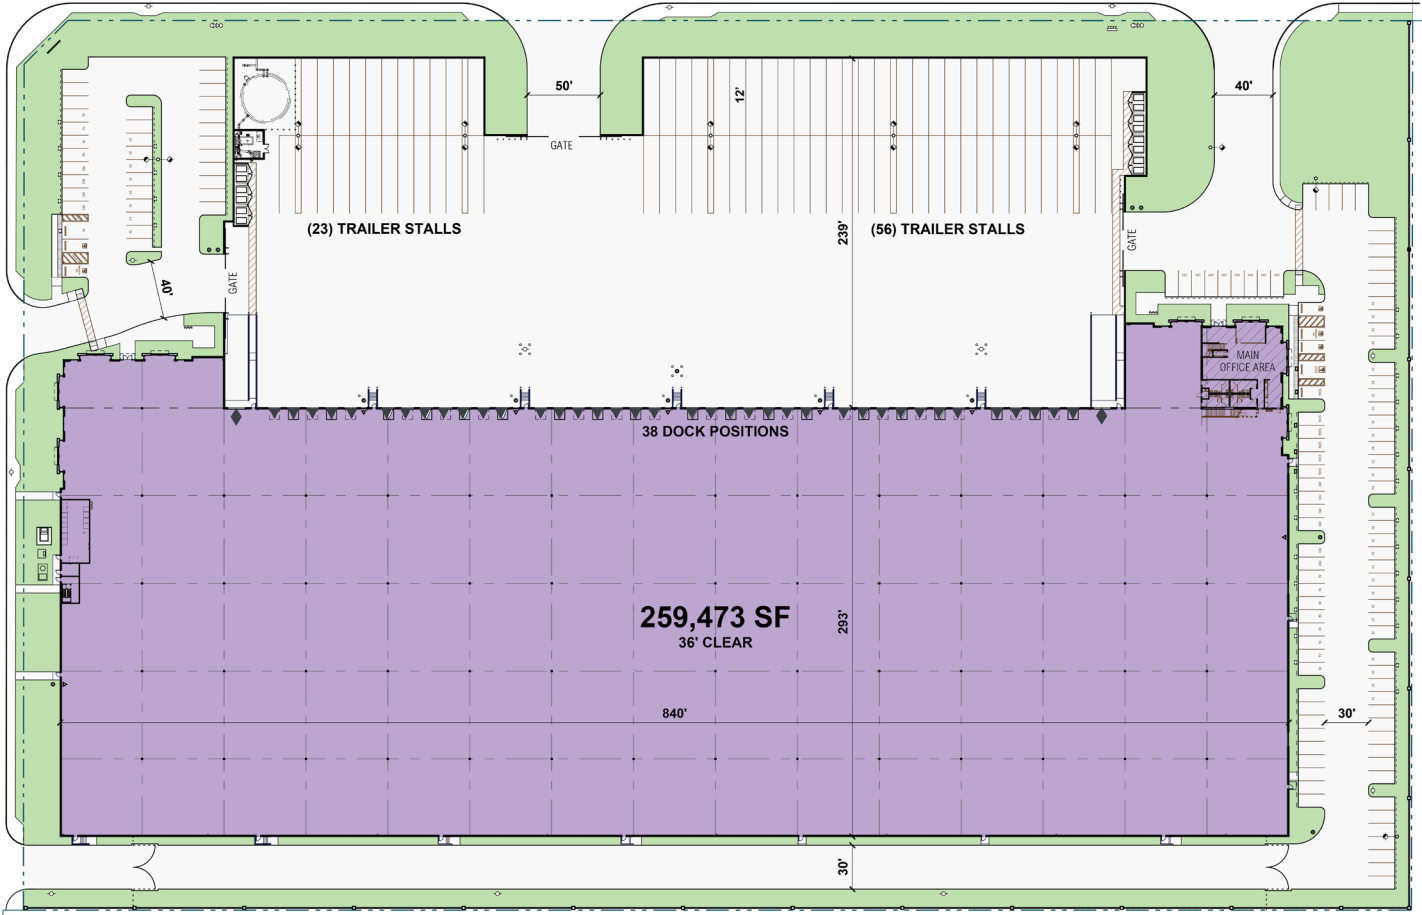 50'
12'
40'
GATE
(23) TRAILER STALLS
239'
(56) TRAILER STALLS
GATE
GATE
40'
MAIN
OFFICE AREA
38 DOCK POSITIONS
259,473 SF
36' CLEAR
293'
840'
30'
30'